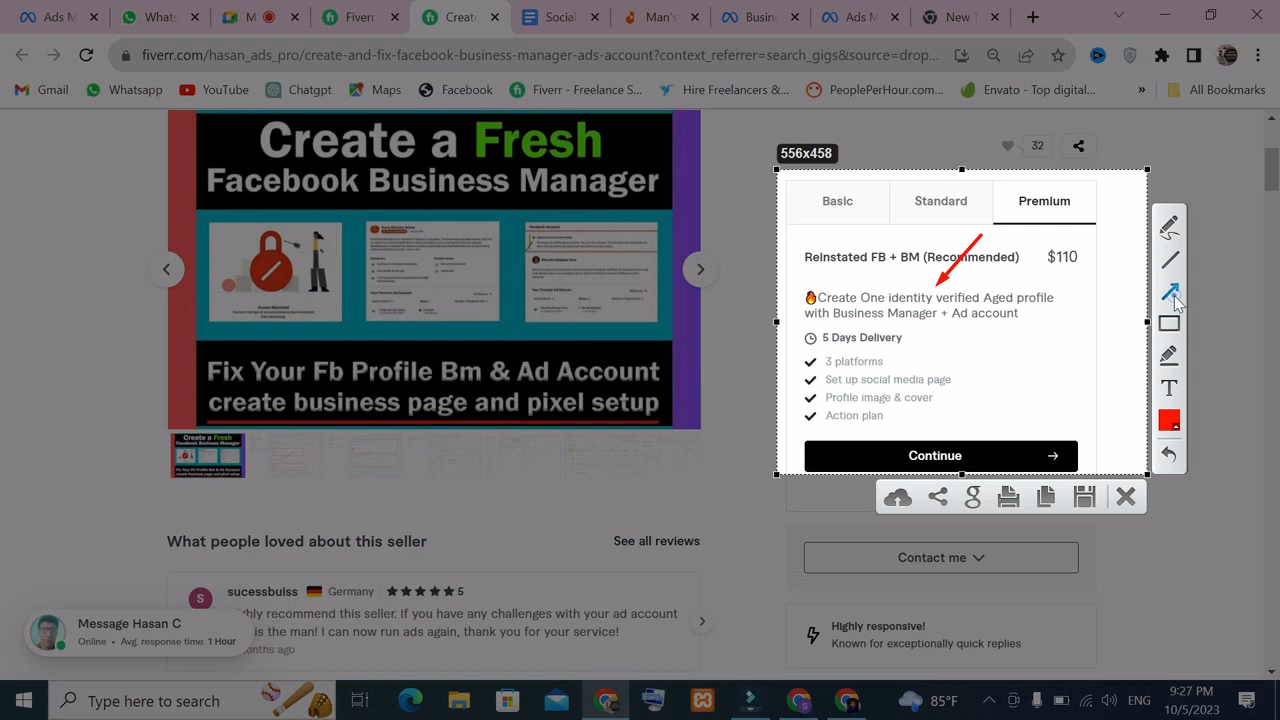 Ads M
Whats
M
Fiverr
Create
Social
Man's
Busine
Ads M
New T
fiverr.com/hasan_ads_pro/create-and-fix-facebook-business-manager-ads-account?context_referrer=search_gigs&source=drop...
Gmail
Whatsapp
YouTube
Chatgpt
Maps
Facebook
Fiverr - Freelance S...
Hire Freelancers &...
PeoplePerHour.com...
Envato - Top digital...
»
All Bookmarks
Create a Fresh
Facebook Business Manager
Fix Your Fb Profile Bm & Ad Account
create business page and pixel setup
32
556x458
Basic
Standard
Premium
Reinstated FB + BM (Recommended)
$110
🔥Create One identity verified Aged profile
with Business Manager + Ad account
5 Days Delivery
3 platforms
Set up social media page
Profile image & cover
Action plan
Continue
T
g
What people loved about this seller
See all reviews
S
sucessbuiss
Germany
5
recommend this seller. If you have any challenges with your ad account
is the man! I can now run ads again, thank you for your service!
months ago
Message Hasan C
Online • Avg. response time: 1 Hour
Contact me
Highly responsive!
Known for exceptionally quick replies
Type here to search
85°F
ENG
9:27 PM
10/5/2023